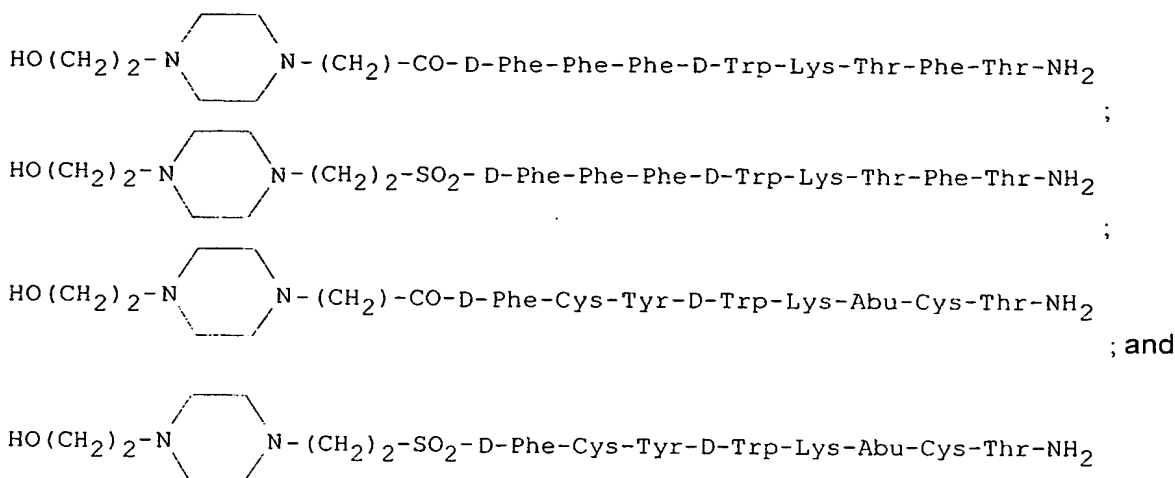 HO(CH2)2-N N-(CH2)-CO-D-Phe-Phe-Phe-D-Trp-Lys-Thr-Phe-Thr-NH2
;
HO(CH2)2-N N-(CH2)2-SO2-D-Phe-Phe-Phe-D-Trp-Lys-Thr-Phe-Thr-NH2
;
HO(CH2)2-N N-(CH2)-CO-D-Phe-Cys-Tyr-D-Trp-Lys-Abu-Cys-Thr-NH2
; and
HO(CH2)2-N N-(CH2)2-SO2-D-Phe-Cys-Tyr-D-Trp-Lys-Abu-Cys-Thr-NH2